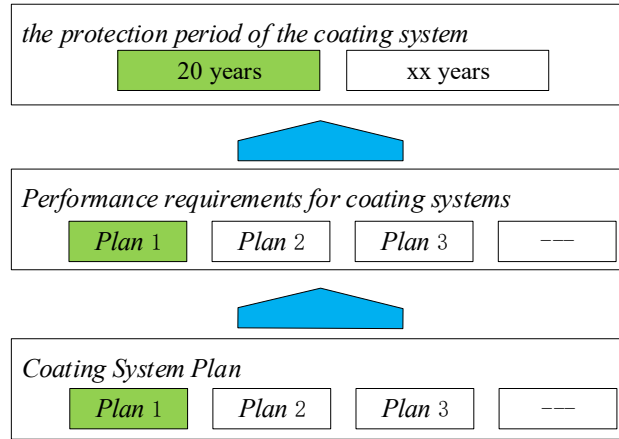 the protection period of the coating system
20 years xx years
Performance requirements for coating systems
Plan 1 Plan 2 Plan 3 ---
Coating System Plan
Plan 1 Plan 2 Plan 3 ---